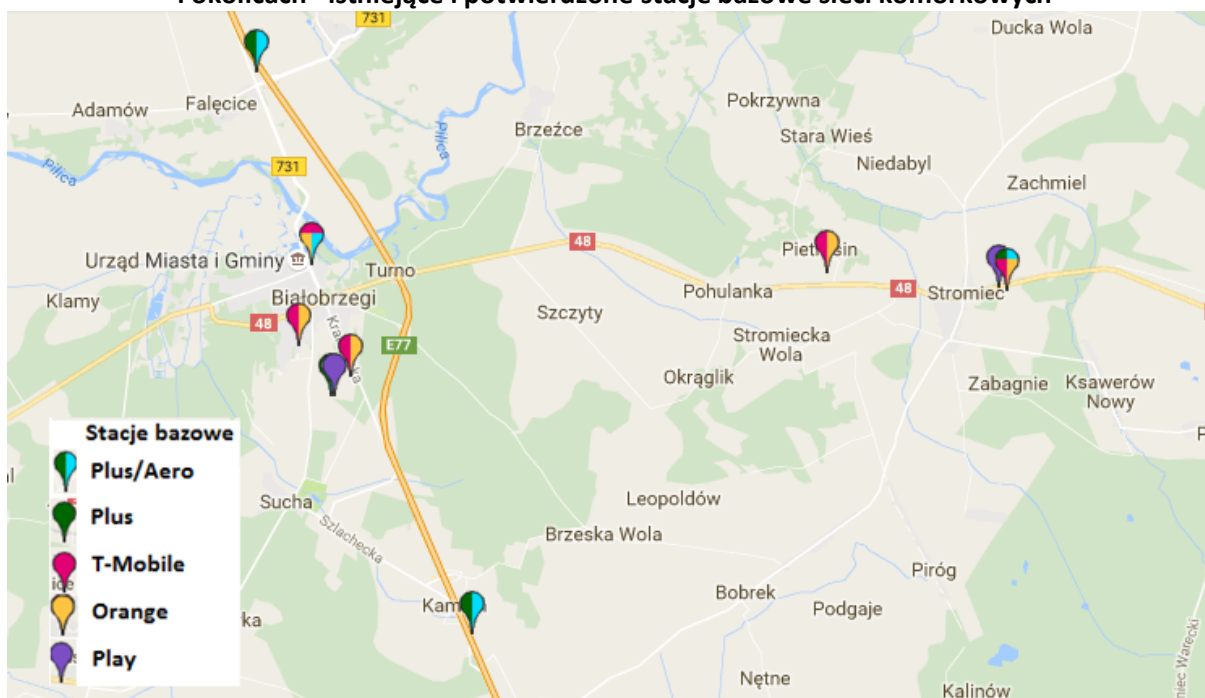 i okolicach - istniejące i potwierdzone stacje bazowe sieci komórkowych
731
Ducka Wola
Adamów
Falęcice
Pokrzywna
Brzeźce
Stara Wieś
Pilica
Niedabyl
731
Pilica
Zachmiel
48
Urząd Miasta i Gminy
Turno
Klamy
Białobrzegi
Pohulanka
48
Stromiec
48
Szczyty
Stromiecka
Wola
E77
Okrąglik
Zabagnie
Ksawerów
Nowy
Stacje bazowe
Plus/Aero
Plus
T-Mobile
Orange
Play
Sucha
Szlachecka
Leopoldów
Brzeska Wola
Piróg
Bobrek
Podgaje
Nętne
Kalinów